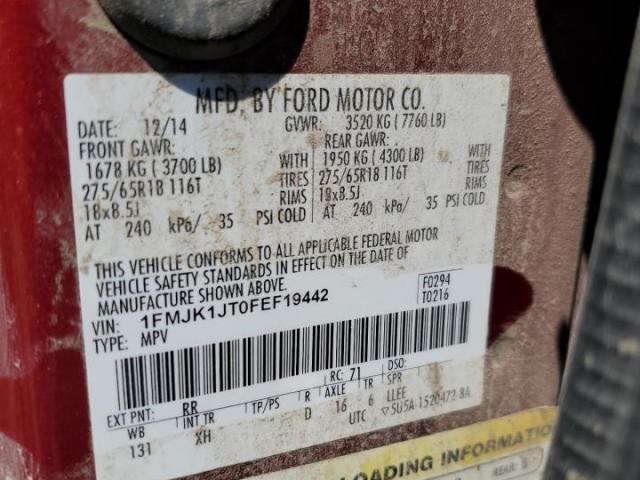 MFD. BY FORD MOTOR CO.
DATE: 12/14 GVWR: 3520 KG ( 7760 LB)
FRONT GAWR: REAR GAWR:
1678 KG ( 3700 LB) WITH 1950 KG ( 4300 LB) WITH
275/65R18 116T TIRES 275/65R18 116T TIRES
18x8.5J RIMS 18x8.5J RIMS
AT 240 kPa/ 35 PSI COLD AT 240 kPa/ 35 PSI COLD
THIS VEHICLE CONFORMS TO ALL APPLICABLE FEDERAL MOTOR
VEHICLE SAFETY STANDARDS IN EFFECT ON THE DATE OF
MANUFACTURE SHOWN ABOVE.
VIN: 1FMJK1JT0FEF19442 F0294
TYPE: MPV T0216
RC: 71 DSO:
EXT PNT: RR AXLE TR SPR
WB INT TR TP/PS R 16 6 LLEE
131 XH D UTC 5U5A-1520472-BA
LOADING INFORMATION
REAR